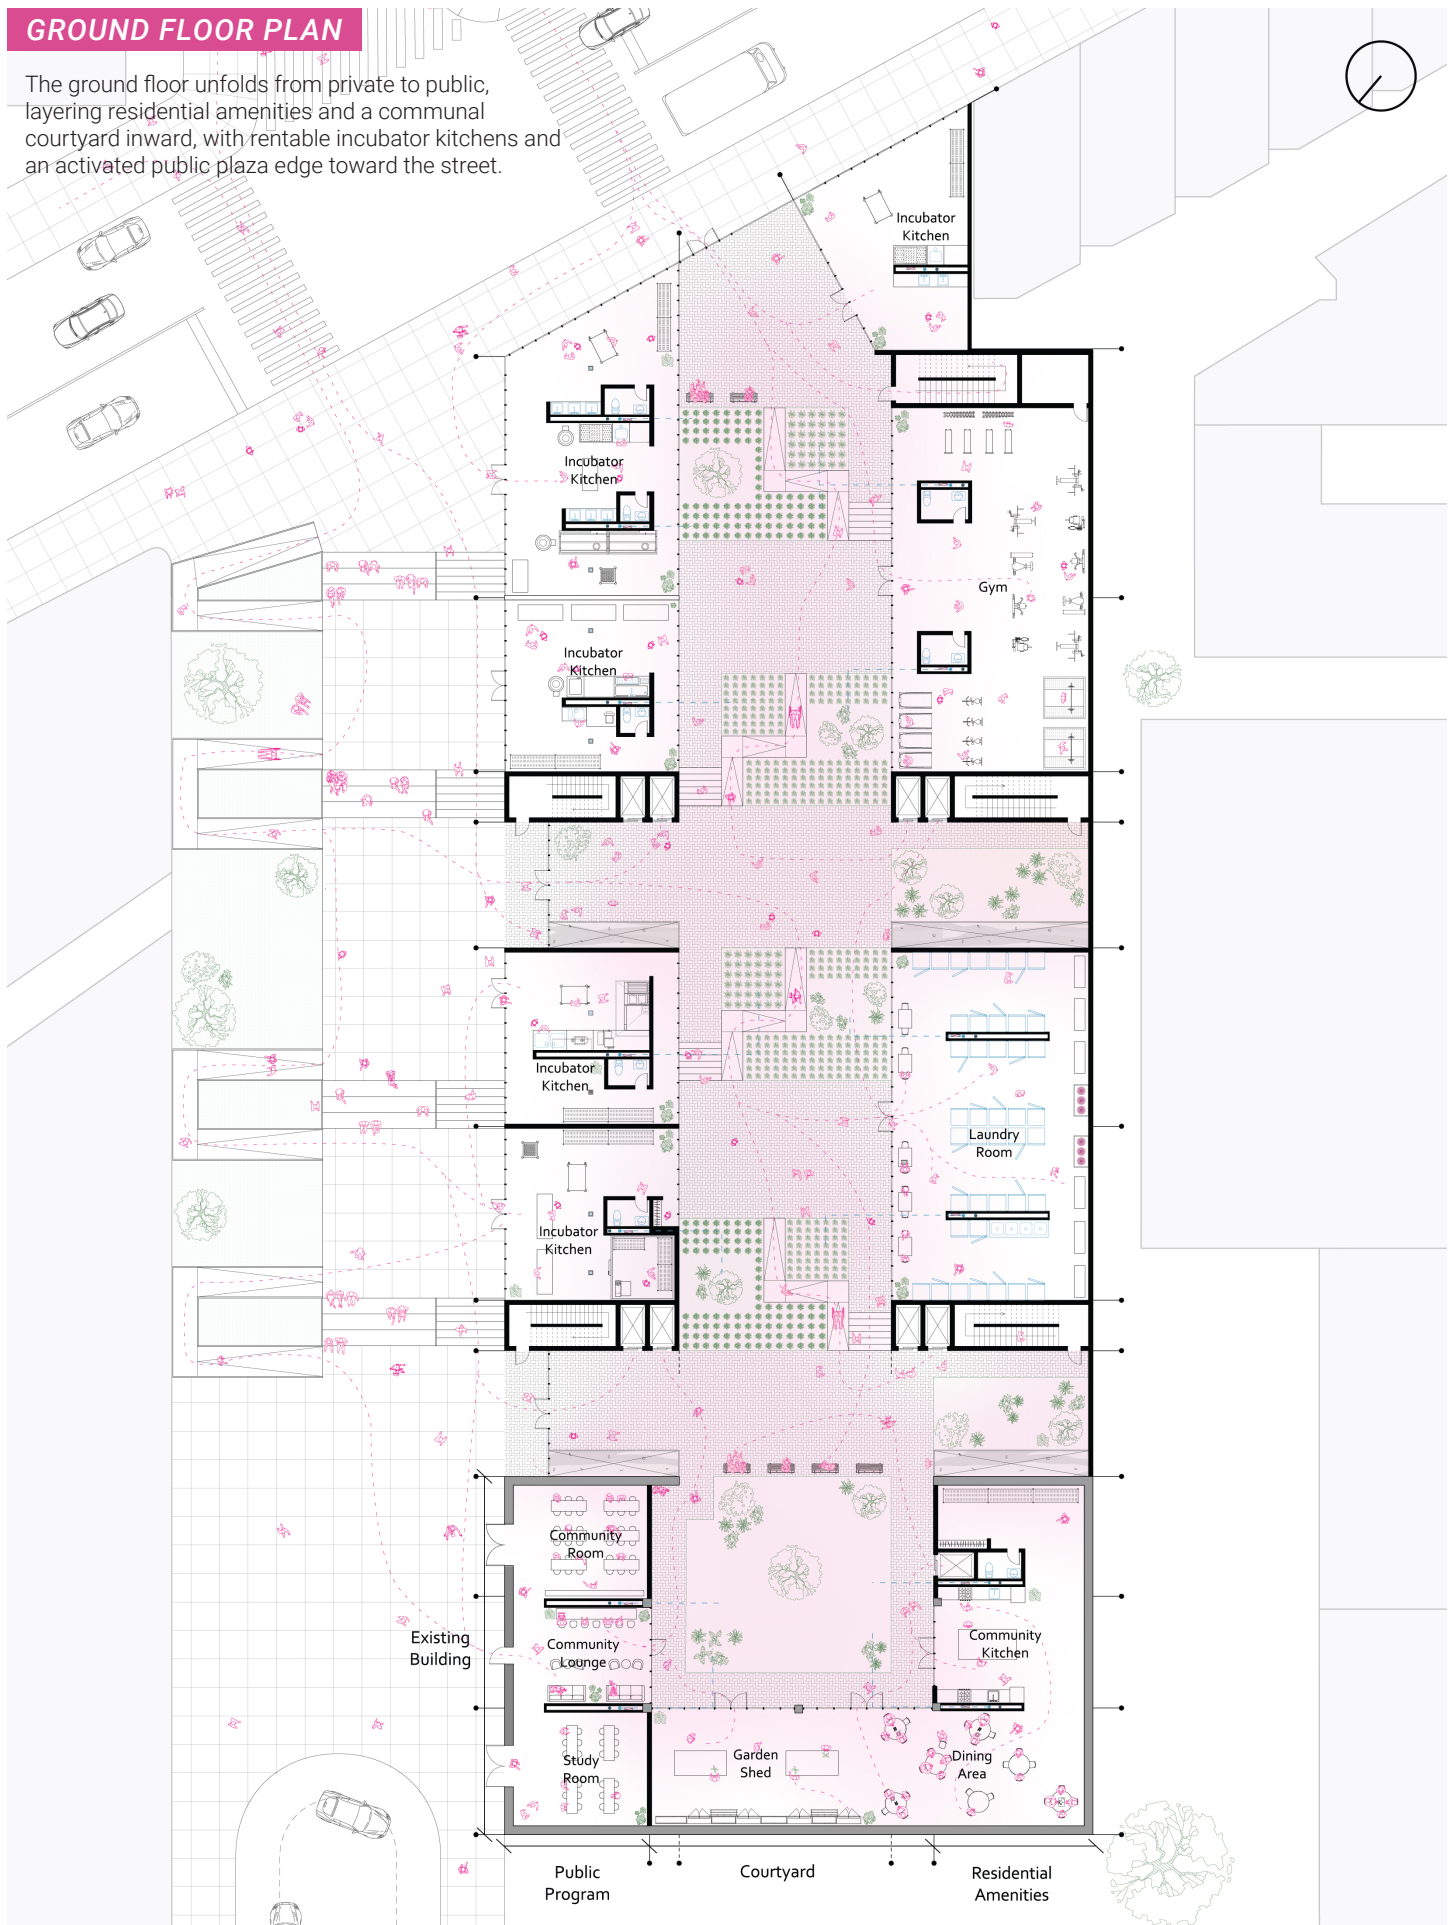 GROUND FLOOR PLAN
The ground floor unfolds from private to public,
layering residential amenities and a communal
courtyard inward, with rentable incubator kitchens and
an activated public plaza edge toward the street.
Incubator
Kitchen
Incubator
Kitchen
Gym
Incubator
Kitchen
Incubator
Kitchen
Laundry
Room
Incubator
Kitchen
Community
Room
Existing
Building
Community
Lounge
Community
Kitchen
Study
Room
Garden
Shed
Dining
Area
Public
Program
Courtyard
Residential
Amenities